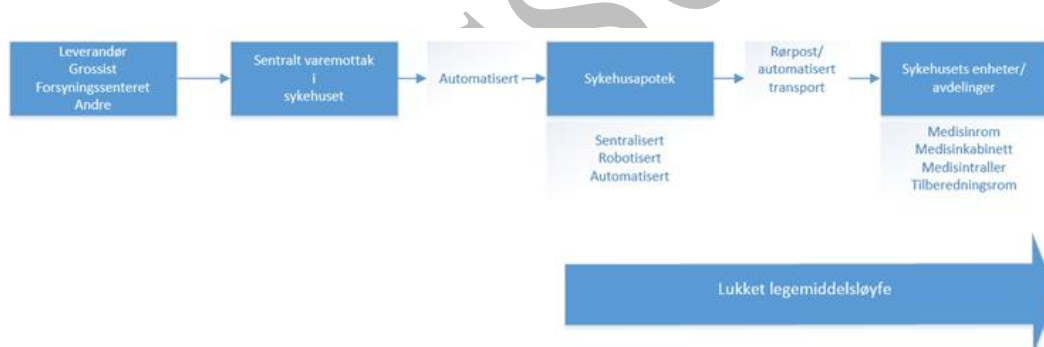 Leverandør
Grossist
Forsyningssenteret
Andre
Sentralt varemottak
i
sykehuset
Automatisert
Sykehusapotek
Rørpost/
automatisert
transport
Sykehusets enheter/
avdelinger
Sentralisert
Robotisert
Automatisert
Medisinrom
Medisinkabinett
Medisintraller
Tilberedningsrom
Lukket legemiddelsløyfe